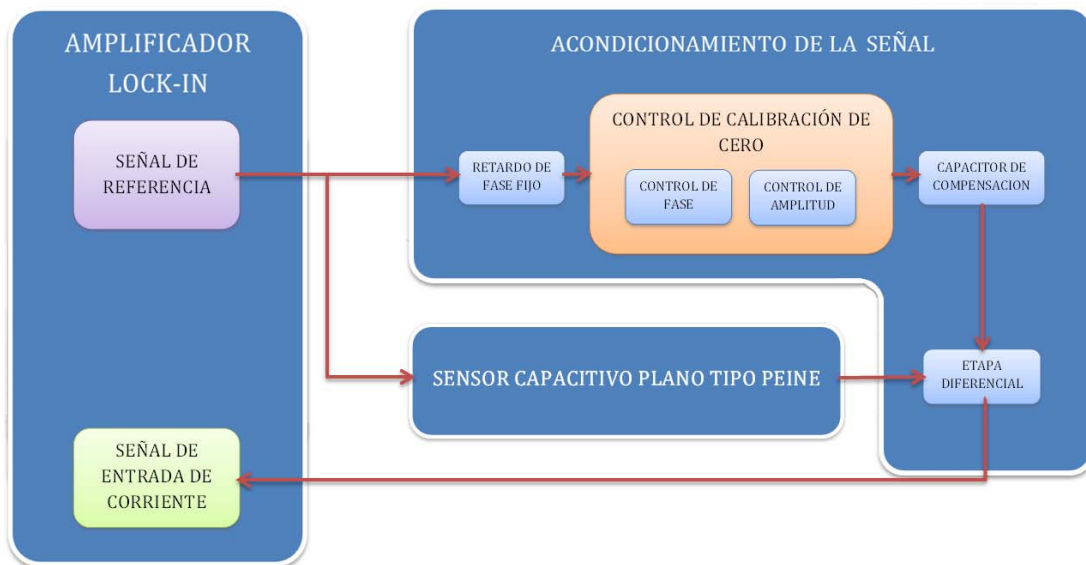 AMPLIFICADOR
LOCK-IN
SEÑAL DE
REFERENCIA
SEÑAL DE
ENTRADA DE
CORRIENTE
ACONDICIONAMIENTO DE LA SEÑAL
RETARDO DE
FASE FIJO
CONTROL DE CALIBRACIÓN DE
CERO
CONTROL DE
FASE
CONTROL DE
AMPLITUD
CAPACITOR DE
COMPENSACION
SENSOR CAPACITIVO PLANO TIPO PEINE
ETAPA
DIFERENCIAL